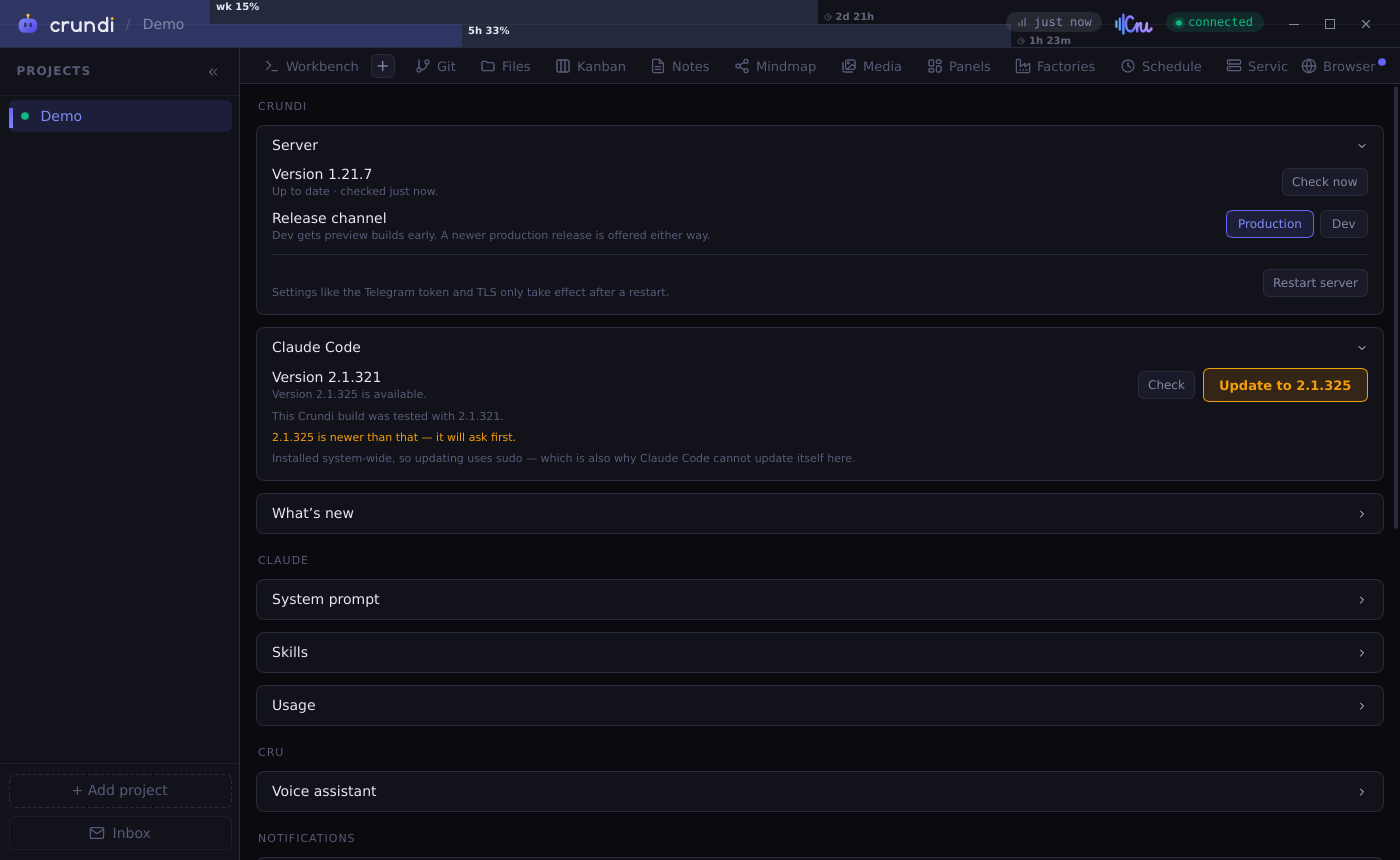 crundi / Demo
wk 15%
2d 21h
5h 33%
1h 23m
just now
Cru
connected
PROJECTS
«
Demo
Workbench
+
Git
Files
Kanban
Notes
Mindmap
Media
Panels
Factories
Schedule
Servic
Browser
CRUNDI
Server
Version 1.21.7
Up to date · checked just now.
Check now
Release channel
Dev gets preview builds early. A newer production release is offered either way.
Production
Dev
Settings like the Telegram token and TLS only take effect after a restart.
Restart server
Claude Code
Version 2.1.321
Version 2.1.325 is available.
Check
Update to 2.1.325
This Crundi build was tested with 2.1.321.
2.1.325 is newer than that — it will ask first.
Installed system-wide, so updating uses sudo — which is also why Claude Code cannot update itself here.
What’s new
CLAUDE
System prompt
Skills
Usage
CRU
Voice assistant
NOTIFICATIONS
+ Add project
Inbox